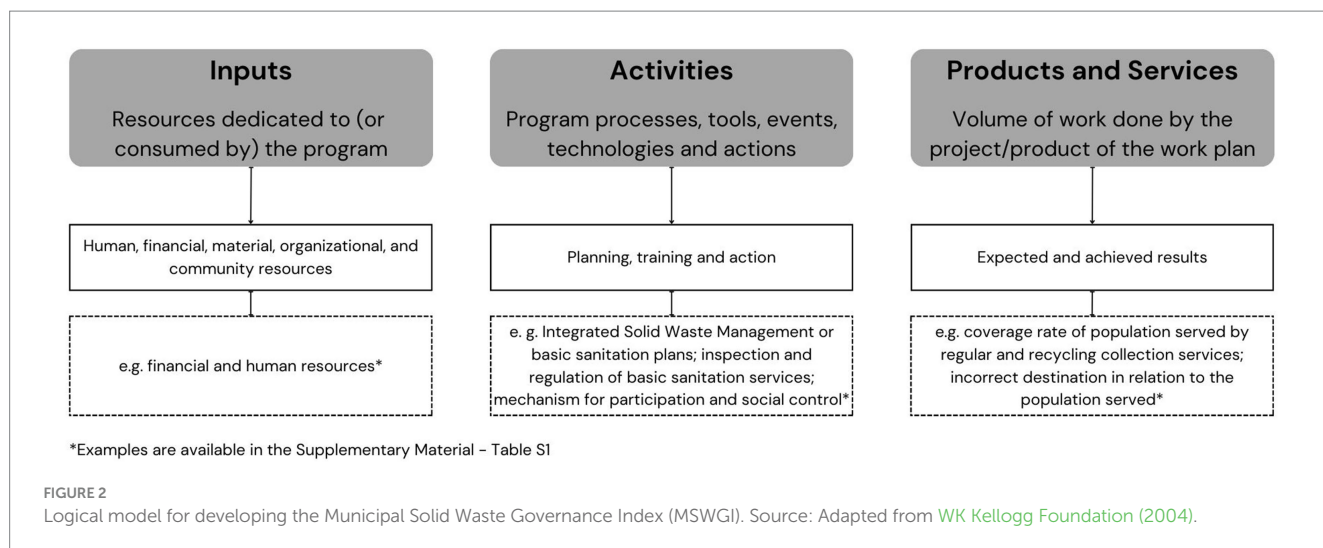 Inputs
Resources dedicated to (or
consumed by) the program
Human, financial, material, organizational, and
community resources
e.g. financial and human resources*
Activities
Program processes, tools, events,
technologies and actions
Planning, training and action
e. g. Integrated Solid Waste Management or
basic sanitation plans; inspection and
regulation of basic sanitation services;
mechanism for participation and social control*
Products and Services
Volume of work done by the
project/product of the work plan
Expected and achieved results
e.g. coverage rate of population served by
regular and recycling collection services;
incorrect destination in relation to the
population served*
*Examples are available in the Supplementary Material – Table S1
FIGURE 2
Logical model for developing the Municipal Solid Waste Governance Index (MSWGI). Source: Adapted from WK Kellogg Foundation (2004).